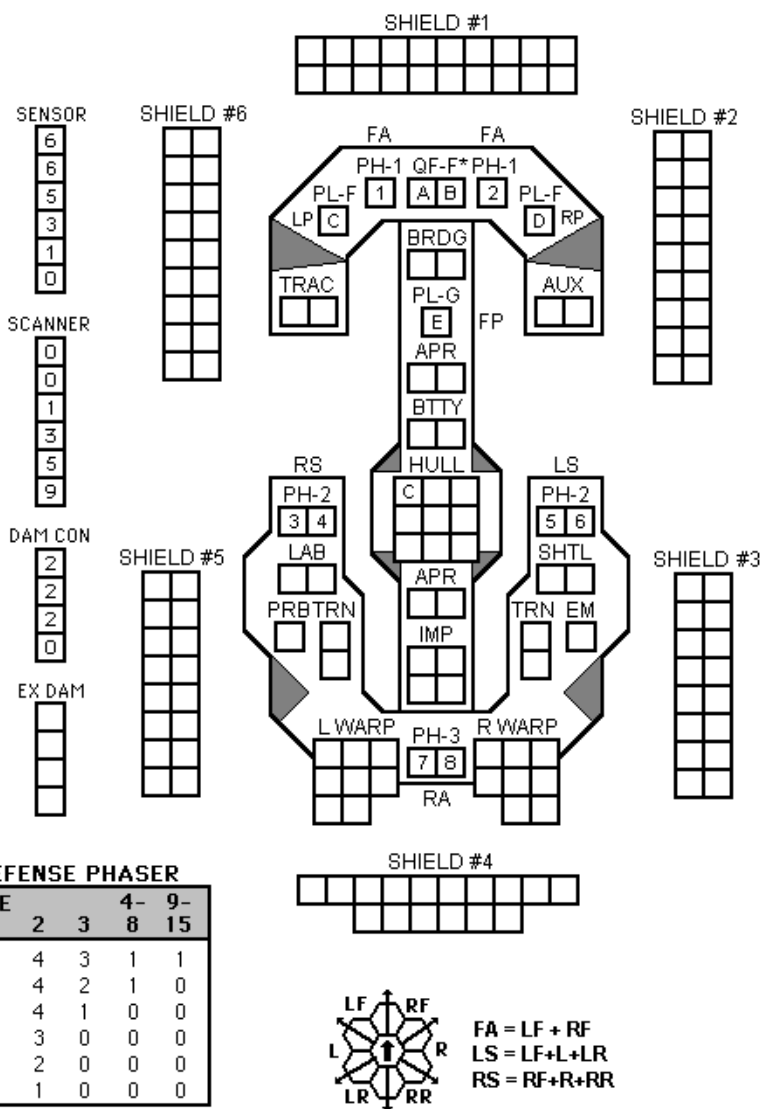 SHIELD #1
SENSOR
6
6
5
3
1
0
SHIELD #6
SHIELD #2
FA FA
PH-1 QF-F* PH-1
1 A B 2
PL-F PL-F
LP C D RP
BRDG
TRAC AUX
PL-G
E FP
SCANNER
0
0
1
3
5
9
APR
BTTY
RS HULL LS
C
PH-2 PH-2
3 4 5 6
LAB SHTL
DAM CON
2
2
2
0
SHIELD #5
SHIELD #3
APR
PRB TRN TRN EM
IMP
EX DAM
L WARP PH-3 R WARP
7 8
RA
SHIELD #4
EFENSE PHASER
E 2 3 4-8 9-15
4 3 1 1
4 2 1 0
4 1 0 0
3 0 0 0
2 0 0 0
1 0 0 0
LF RF
L R
LR RR
FA = LF + RF
LS = LF+L+LR
RS = RF+R+RR